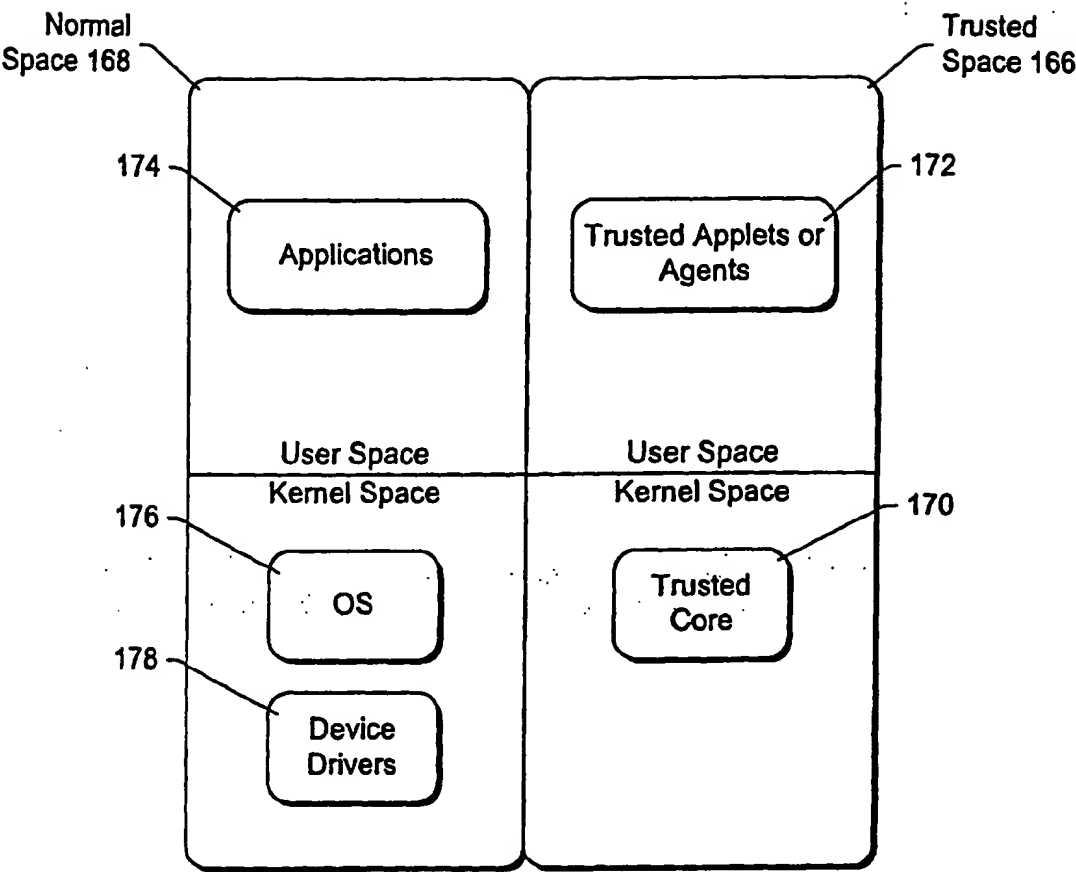 Normal
Space 168
Trusted
Space 166
174
172
Applications
Trusted Applets or
Agents
User Space
User Space
Kernel Space
Kernel Space
176
170
OS
Trusted
Core
178
Device
Drivers